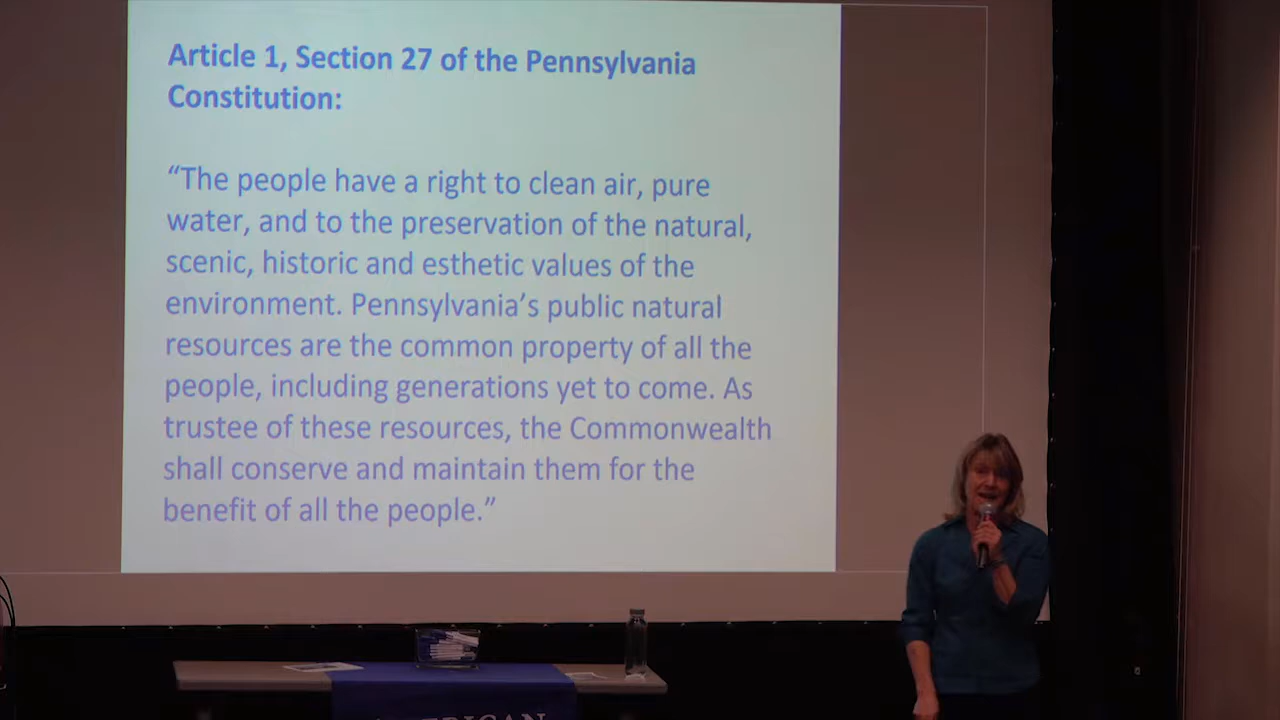 Article 1, Section 27 of the Pennsylvania
Constitution:
“The people have a right to clean air, pure
water, and to the preservation of the natural,
scenic, historic and esthetic values of the
environment. Pennsylvania’s public natural
resources are the common property of all the
people, including generations yet to come. As
trustee of these resources, the Commonwealth
shall conserve and maintain them for the
benefit of all the people.”
AMERICAN